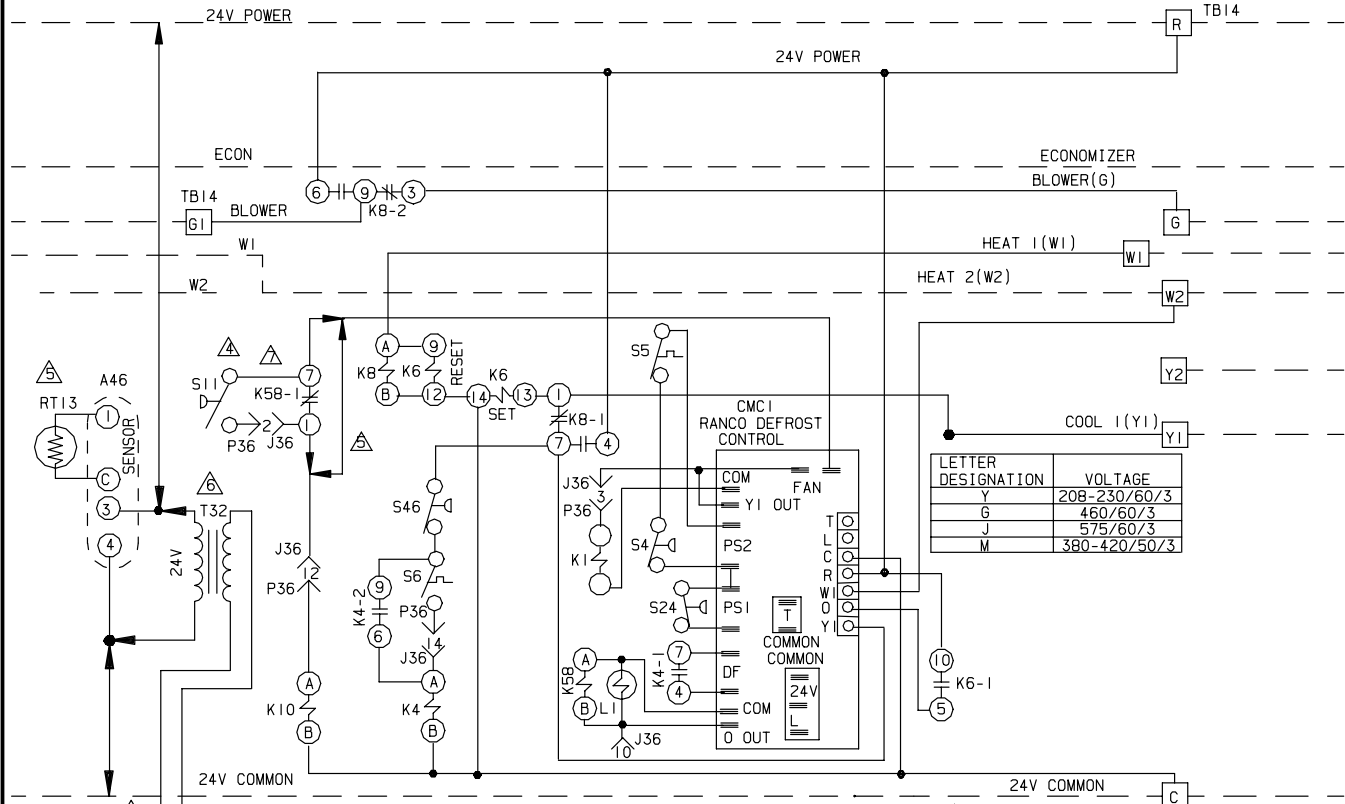 24V POWER
R
TB14
24V POWER
ECON
ECONOMIZER
BLOWER(G)
6
9
3
K8-2
TB14
G1
BLOWER
G
W1
HEAT 1(W1)
W1
W2
HEAT 2(W2)
W2
4
7
5
A46
RT13
1
C
3
4
SENSOR
S11
K58-1
7
1
P36
2
J36
5
A
9
K8
K6
RESET
B
12
14
K6
13
1
SET
K8-1
7
4
S5
Y2
COOL 1(Y1)
Y1
CMC1
RANCO DEFROST
CONTROL
LETTER
DESIGNATION
VOLTAGE
Y
208-230/60/3
G
460/60/3
J
575/60/3
M
380-420/50/3
6
T32
24V
J36
12
P36
S46
S6
9
K4-2
6
P36
14
J36
J36
3
P36
K1
S4
S24
COM
FAN
Y1 OUT
PS2
PS1
T
L
C
R
W1
O
Y1
T
COMMON
COMMON
24V
L
DF
COM
O OUT
7
K4-1
4
A
K58
B
L1
J36
10
10
K6-1
5
A
K10
B
A
K4
B
24V COMMON
24V COMMON
C